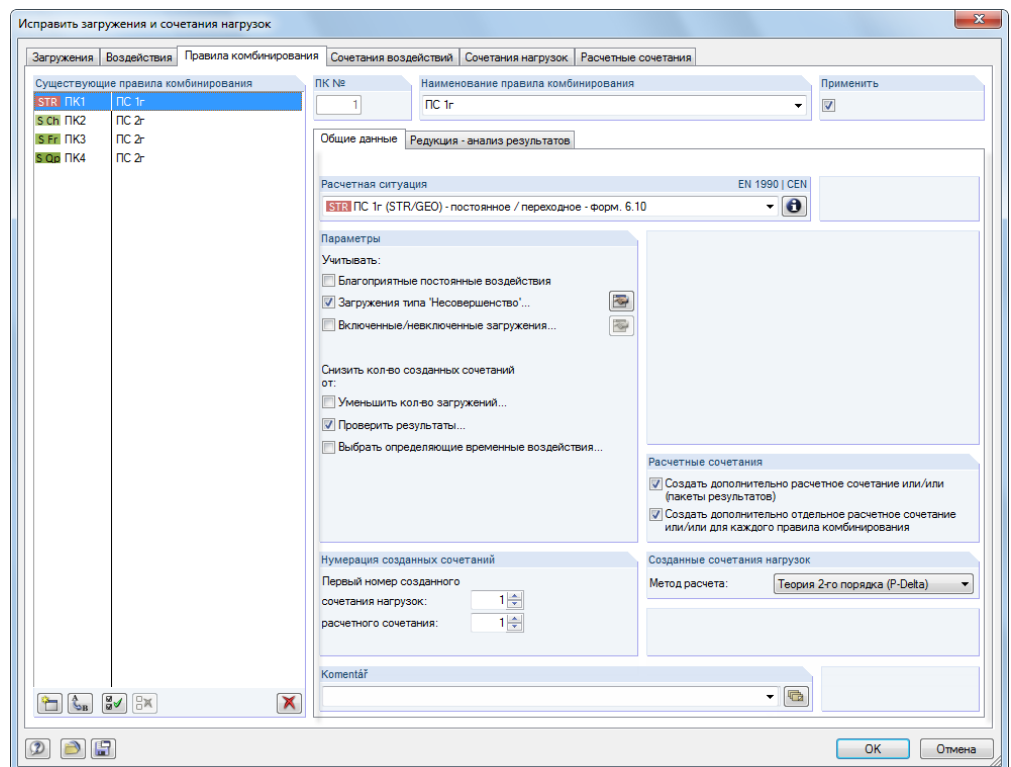 Исправить загружения и сочетания нагрузок
Загружения Воздействия Правила комбинирования Сочетания воздействий Сочетания нагрузок Расчетные сочетания
Существующие правила комбинирования
STR ПК1 ПС 1г
S Ch ПК2 ПС 2г
S Fr ПК3 ПС 2г
S Qp ПК4 ПС 2г
ПК №
1
Наименование правила комбинирования
ПС 1г
Применить
Общие данные Редукция - анализ результатов
Расчетная ситуация EN 1990 | CEN
STR ПС 1г (STR/GEO) - постоянное / переходное - форм. 6.10
Параметры
Учитывать:
Благоприятные постоянные воздействия
Загружения типа 'Несовершенство'...
Включенные/невключенные загружения...
Снизить кол-во созданных сочетаний
от:
Уменьшить кол-во загружений...
Проверить результаты...
Выбрать определяющие временные воздействия...
Расчетные сочетания
Создать дополнительно расчетное сочетание или/или
(пакеты результатов)
Создать дополнительно отдельное расчетное сочетание
или/или для каждого правила комбинирования
Нумерация созданных сочетаний
Первый номер созданного
сочетания нагрузок: 1
расчетного сочетания: 1
Созданные сочетания нагрузок
Метод расчета: Теория 2-го порядка (P-Delta)
Komentář
OK Отмена